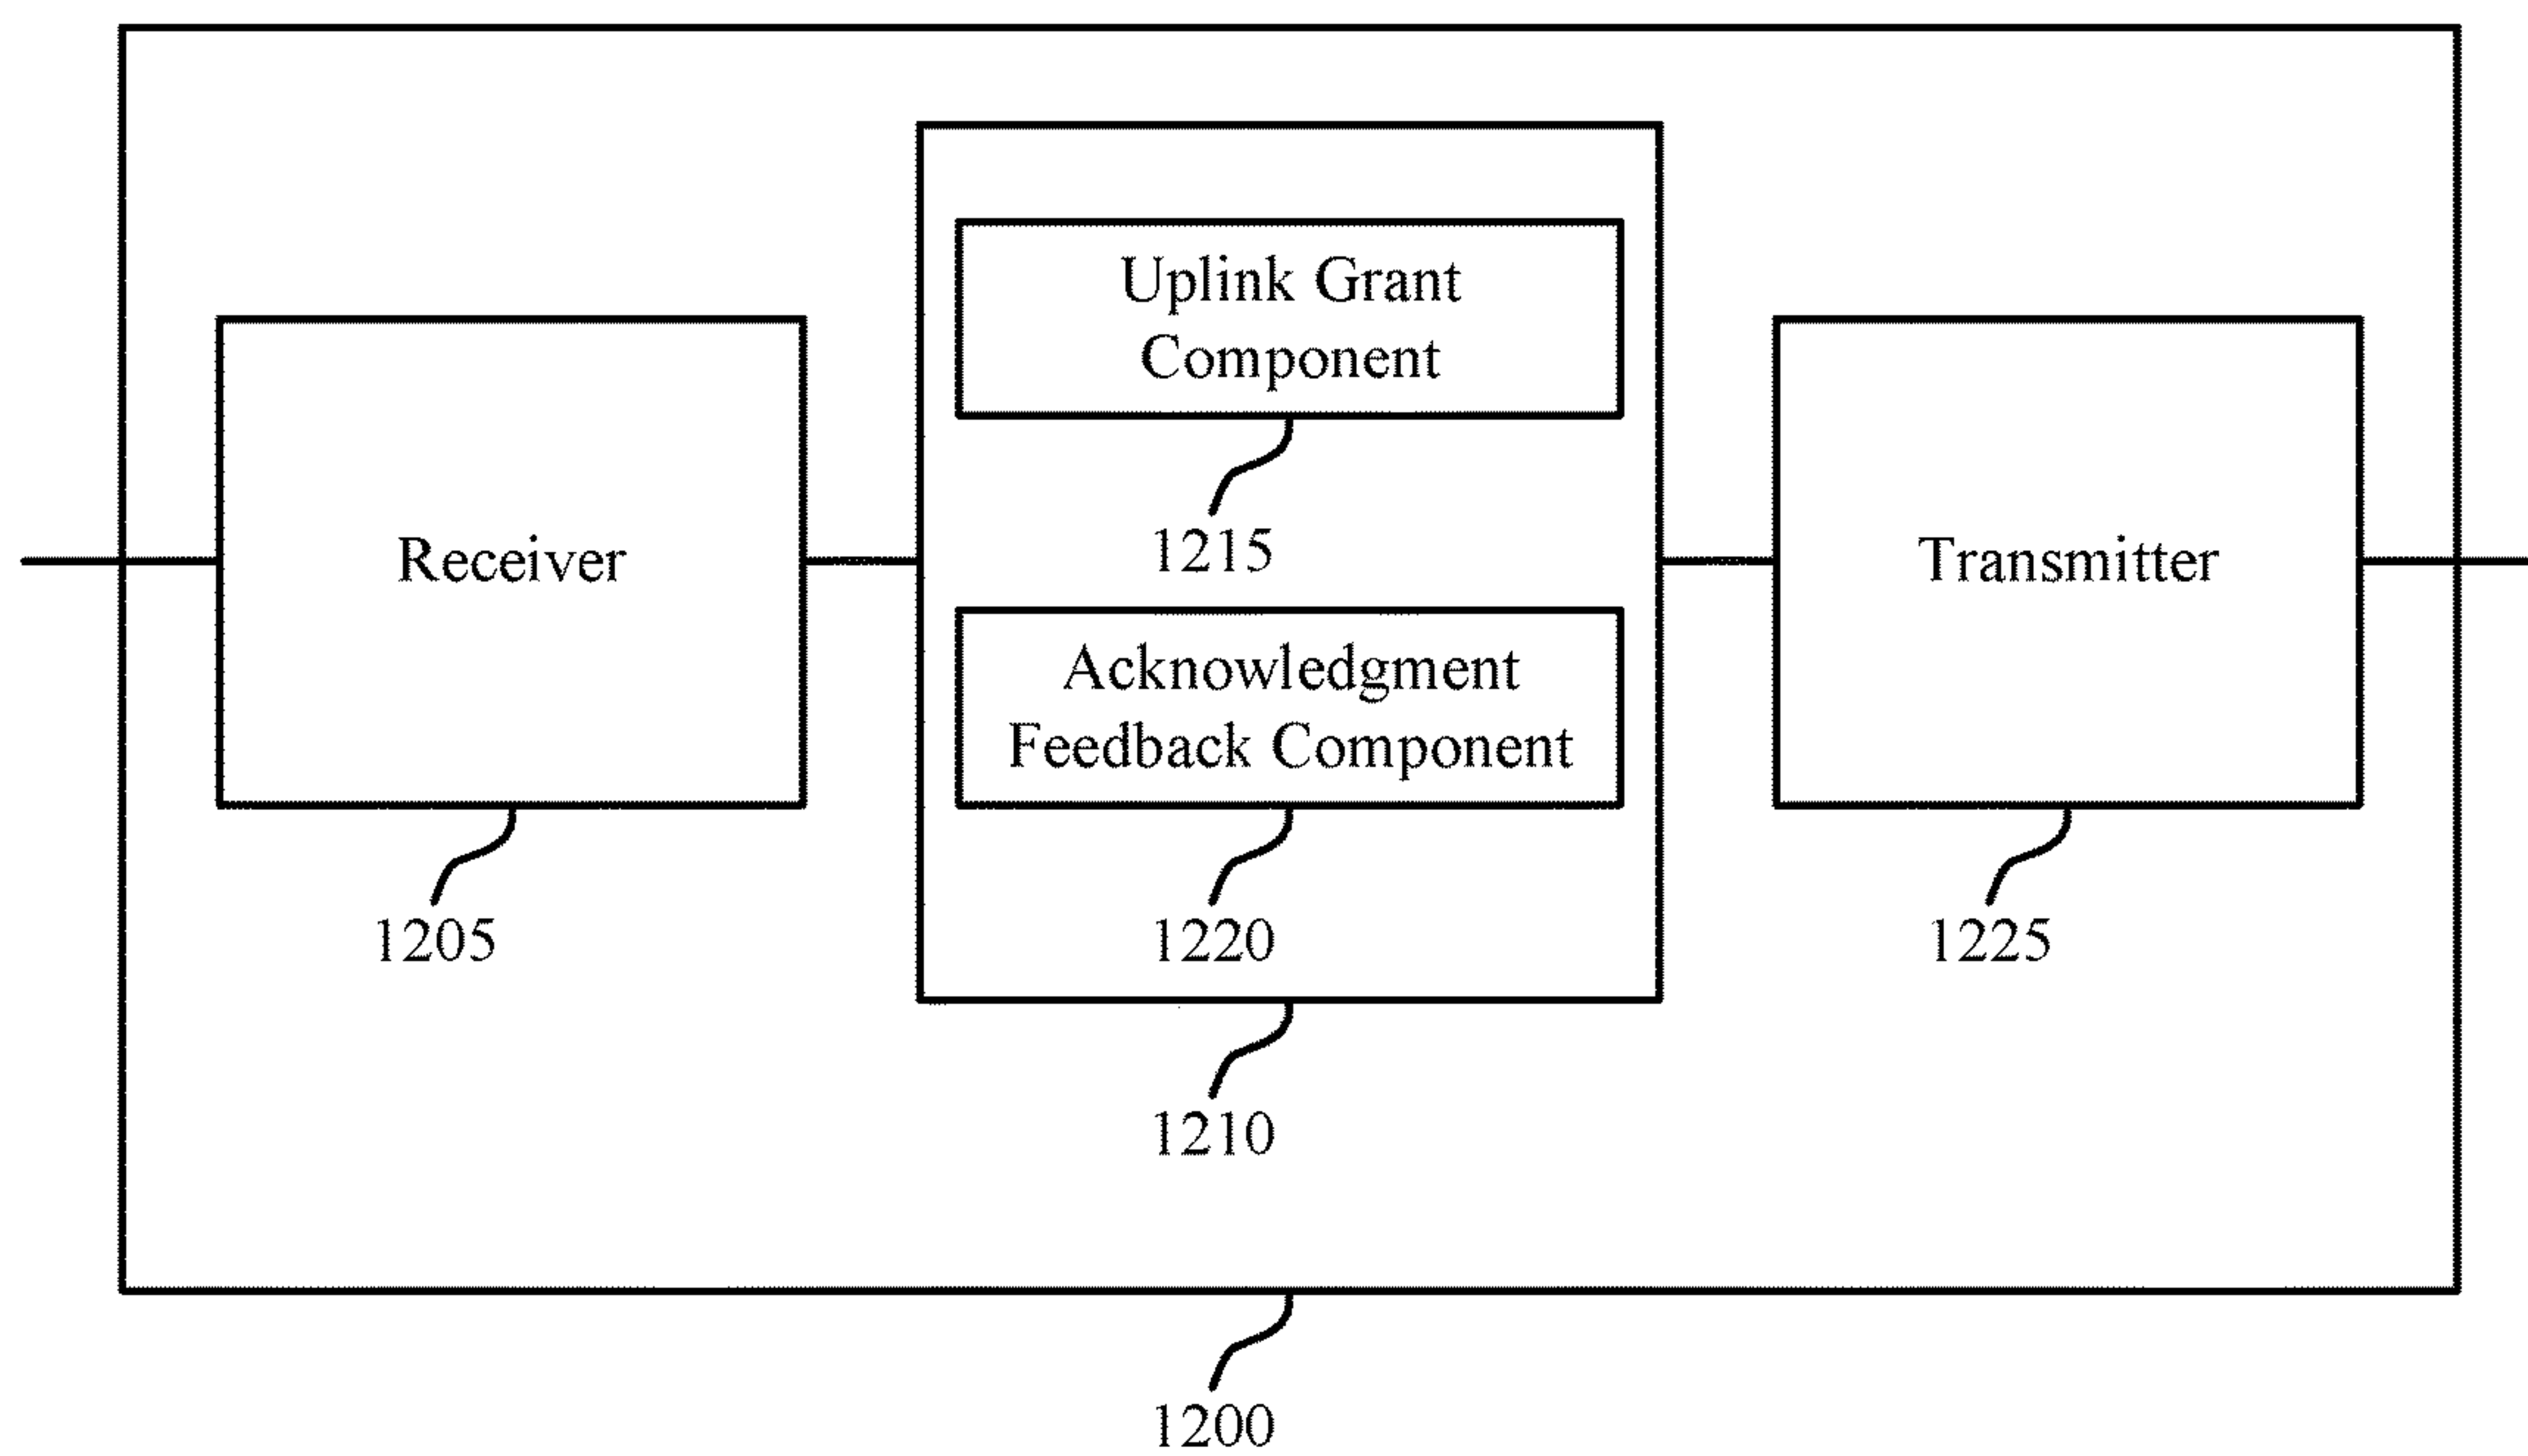 Uplink Grant
Component
1215
Receiver
1205
Acknowledgment
Feedback Component
1220
1210
Transmitter
1225
1200